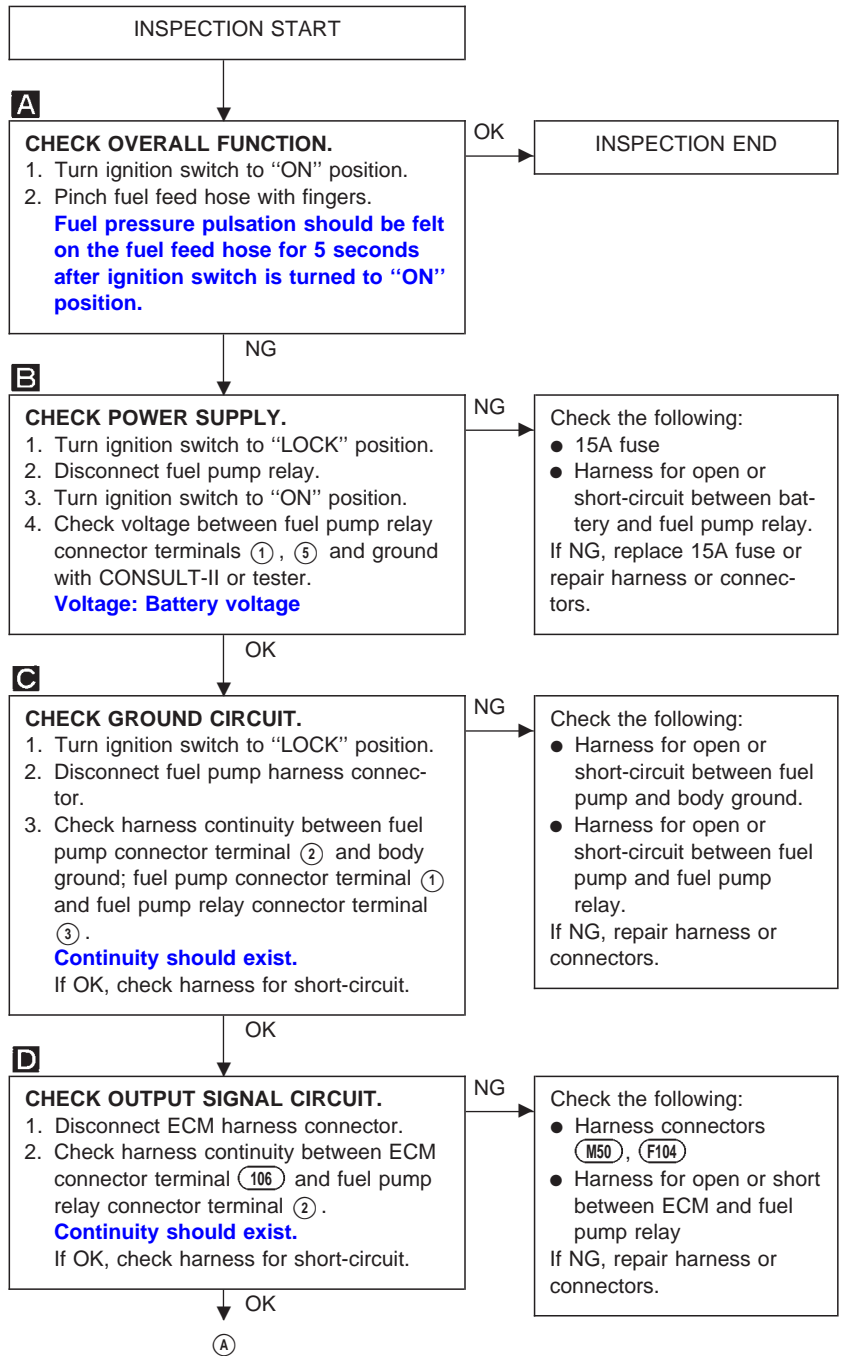 INSPECTION START
A
CHECK OVERALL FUNCTION.
1. Turn ignition switch to ‘‘ON’’ position.
2. Pinch fuel feed hose with fingers.
Fuel pressure pulsation should be felt
on the fuel feed hose for 5 seconds
after ignition switch is turned to ‘‘ON’’
position.
OK
INSPECTION END
NG
B
CHECK POWER SUPPLY.
1. Turn ignition switch to ‘‘LOCK’’ position.
2. Disconnect fuel pump relay.
3. Turn ignition switch to ‘‘ON’’ position.
4. Check voltage between fuel pump relay
connector terminals ①, ⑤ and ground
with CONSULT-II or tester.
Voltage: Battery voltage
NG
Check the following:
● 15A fuse
● Harness for open or
short-circuit between bat-
tery and fuel pump relay.
If NG, replace 15A fuse or
repair harness or connec-
tors.
OK
C
CHECK GROUND CIRCUIT.
1. Turn ignition switch to ‘‘LOCK’’ position.
2. Disconnect fuel pump harness connec-
tor.
3. Check harness continuity between fuel
pump connector terminal ② and body
ground; fuel pump connector terminal ①
and fuel pump relay connector terminal
③.
Continuity should exist.
If OK, check harness for short-circuit.
NG
Check the following:
● Harness for open or
short-circuit between fuel
pump and body ground.
● Harness for open or
short-circuit between fuel
pump and fuel pump
relay.
If NG, repair harness or
connectors.
OK
D
CHECK OUTPUT SIGNAL CIRCUIT.
1. Disconnect ECM harness connector.
2. Check harness continuity between ECM
connector terminal 106 and fuel pump
relay connector terminal ②.
Continuity should exist.
If OK, check harness for short-circuit.
NG
Check the following:
● Harness connectors
M50, F104
● Harness for open or short
between ECM and fuel
pump relay
If NG, repair harness or
connectors.
OK
Ⓐ